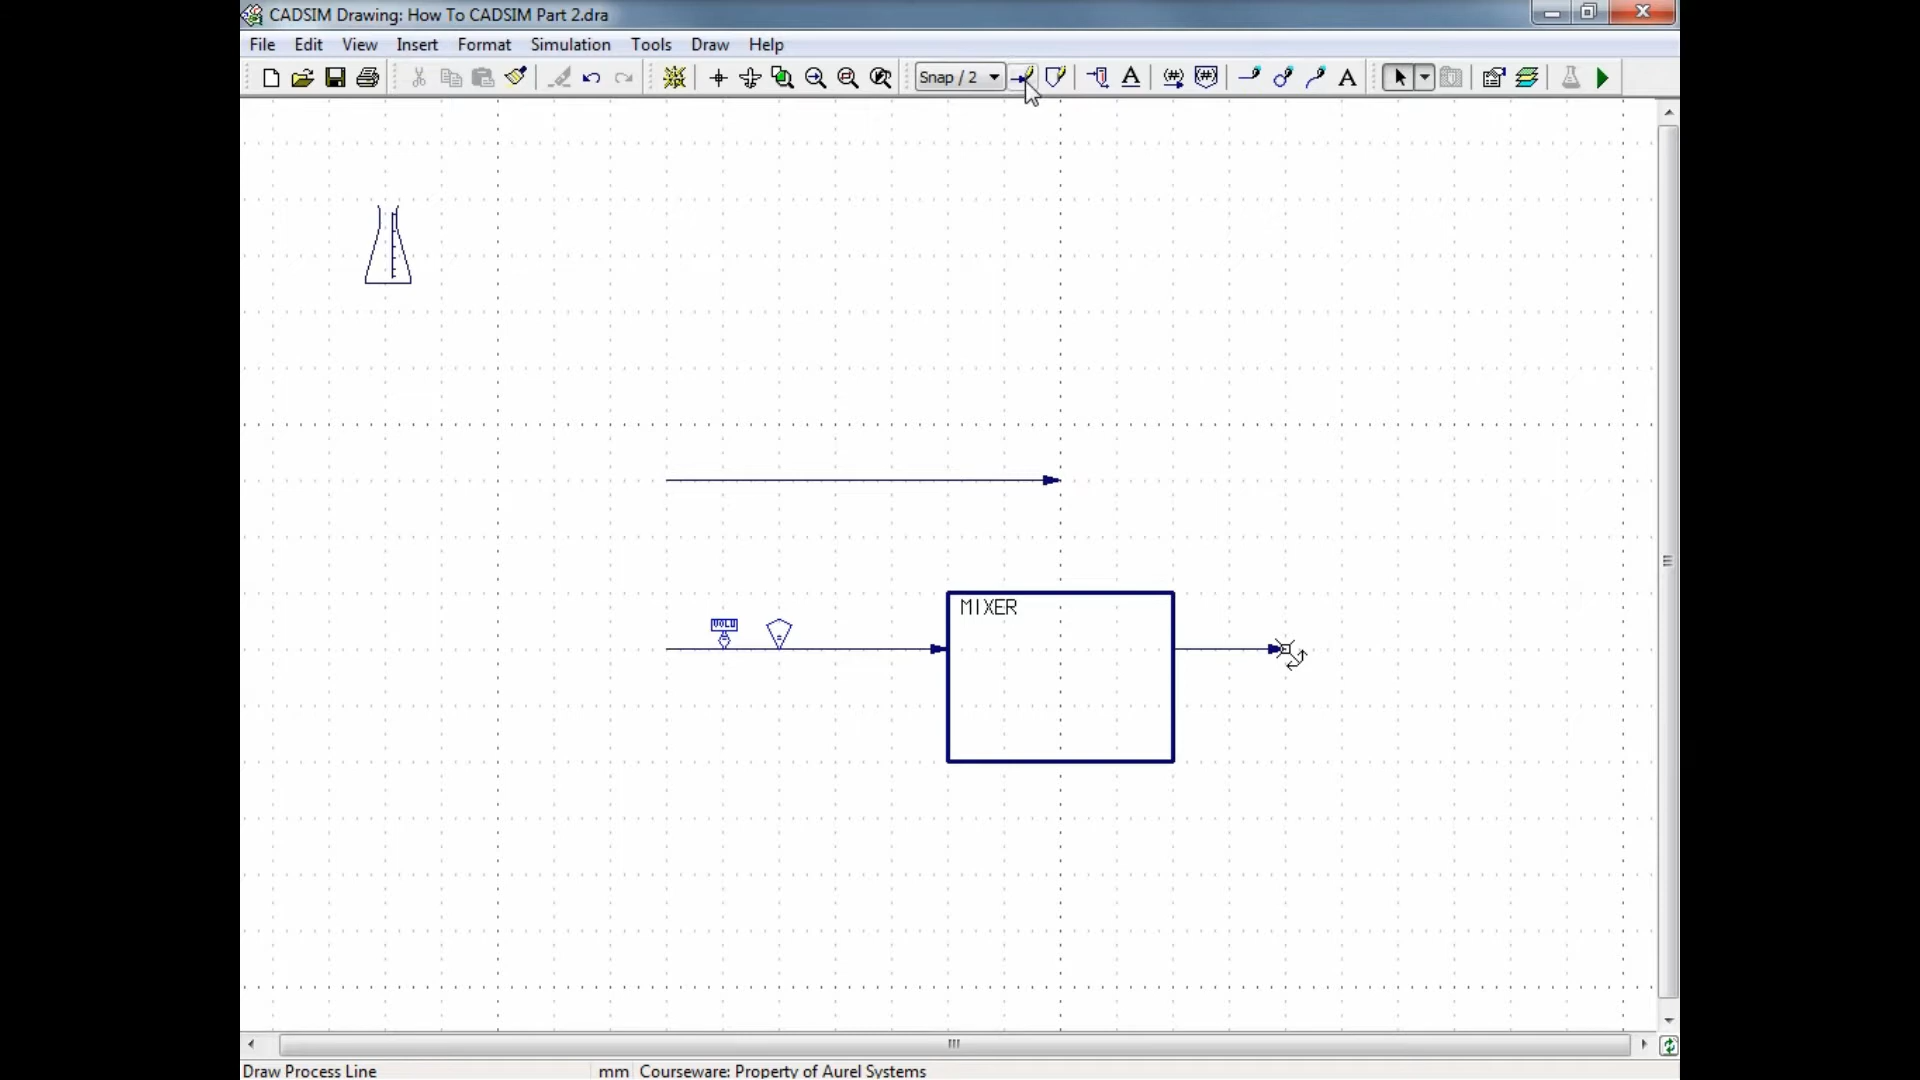 CADSIM Drawing: How To CADSIM Part 2.dra
File Edit View Insert Format Simulation Tools Draw Help
Snap / 2
MIXER
Draw Process Line mm Courseware: Property of Aurel Systems